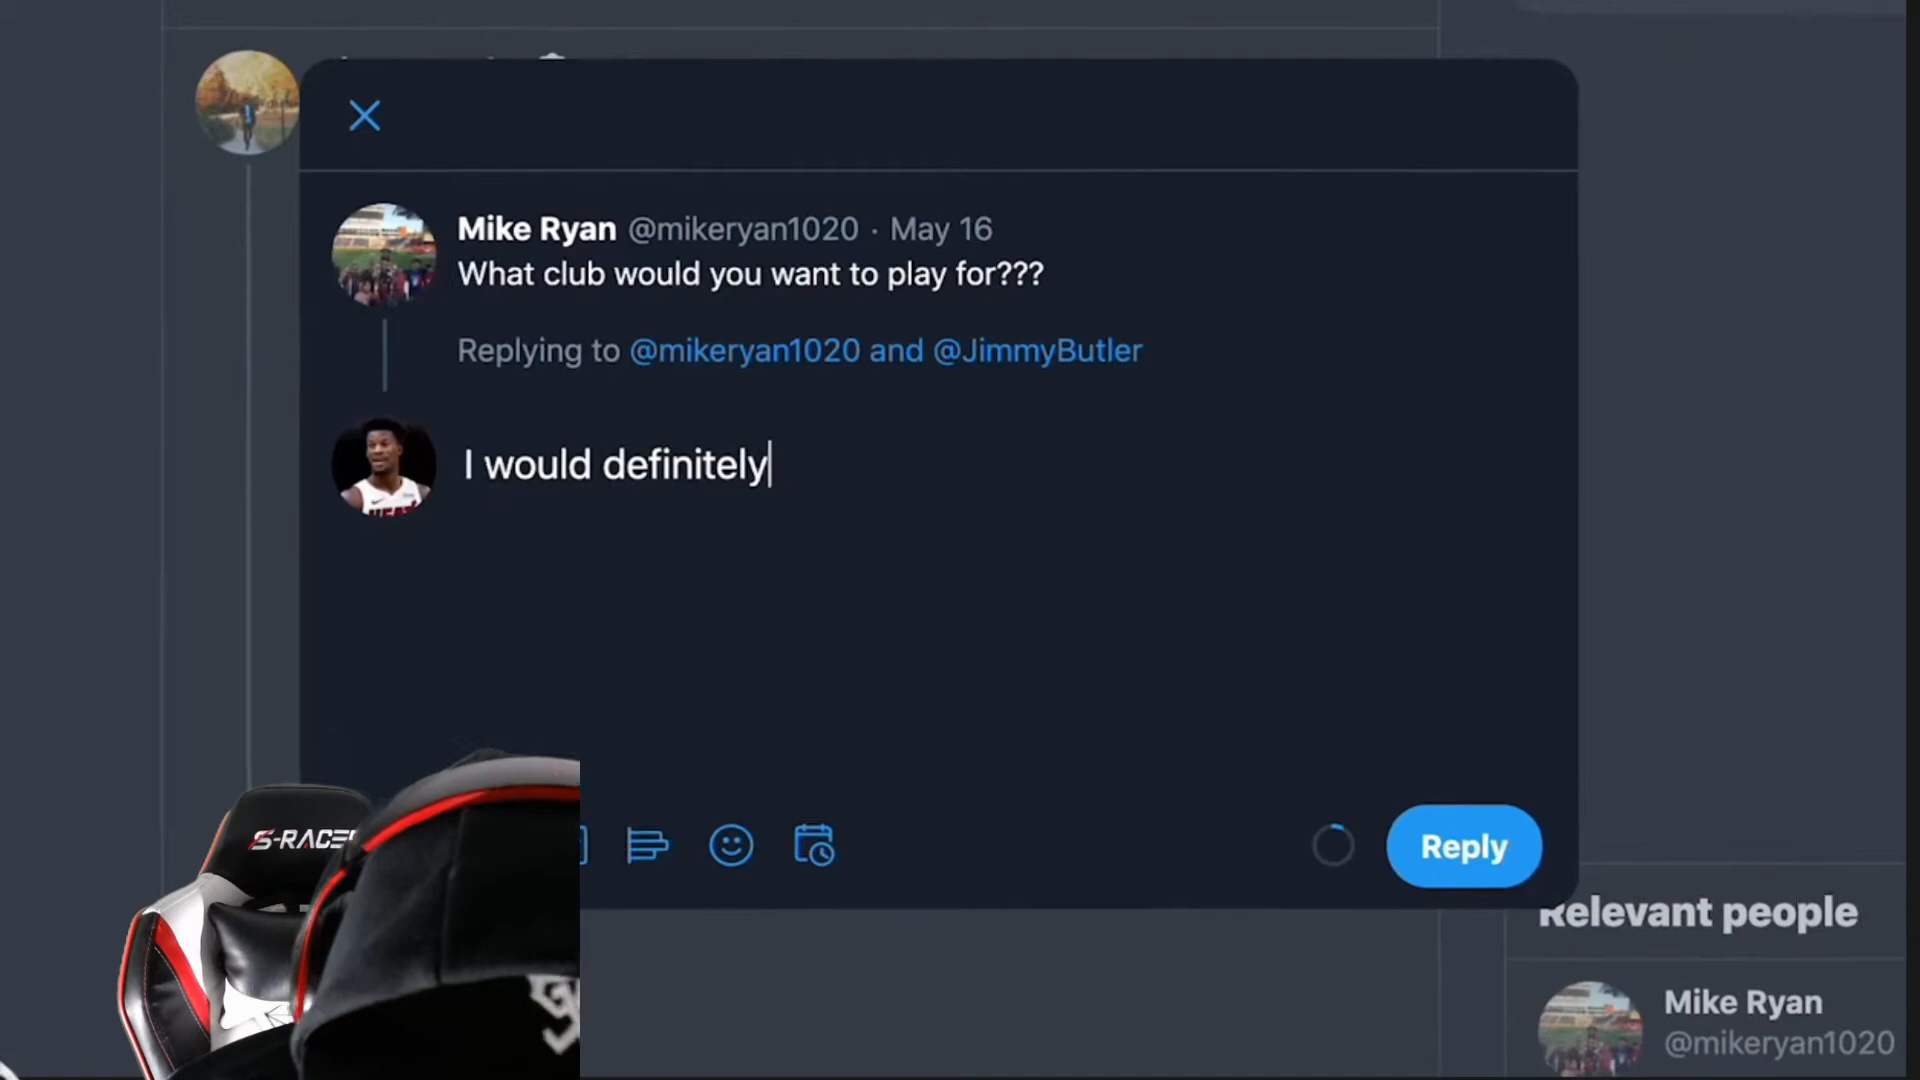 Mike Ryan @mikeryan1020 · May 16
What club would you want to play for???
Replying to @mikeryan1020 and @JimmyButler
I would definitely
Reply
Relevant people
Mike Ryan
@mikeryan1020